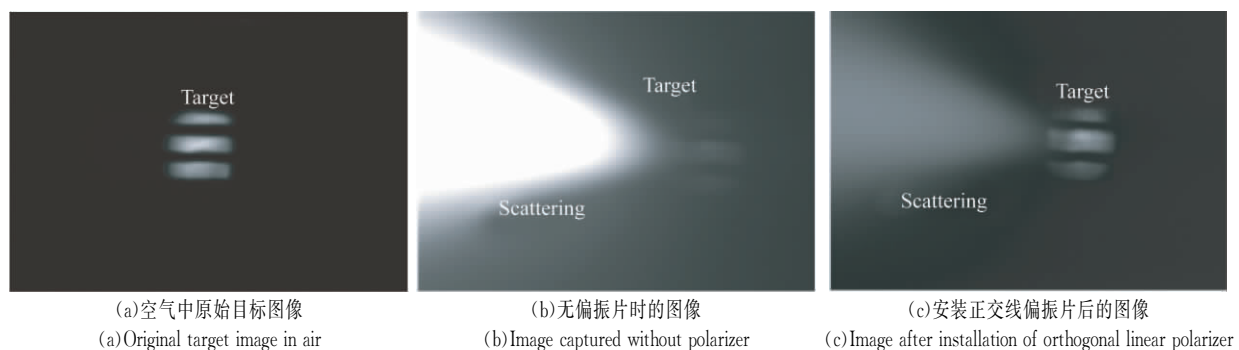 Target
Target
Scattering
Target
Scattering
(a)空气中原始目标图像
(a)Original target image in air
(b)无偏振片时的图像
(b)Image captured without polarizer
(c)安装正交线偏振片后的图像
(c)Image after installation of orthogonal linear polarizer